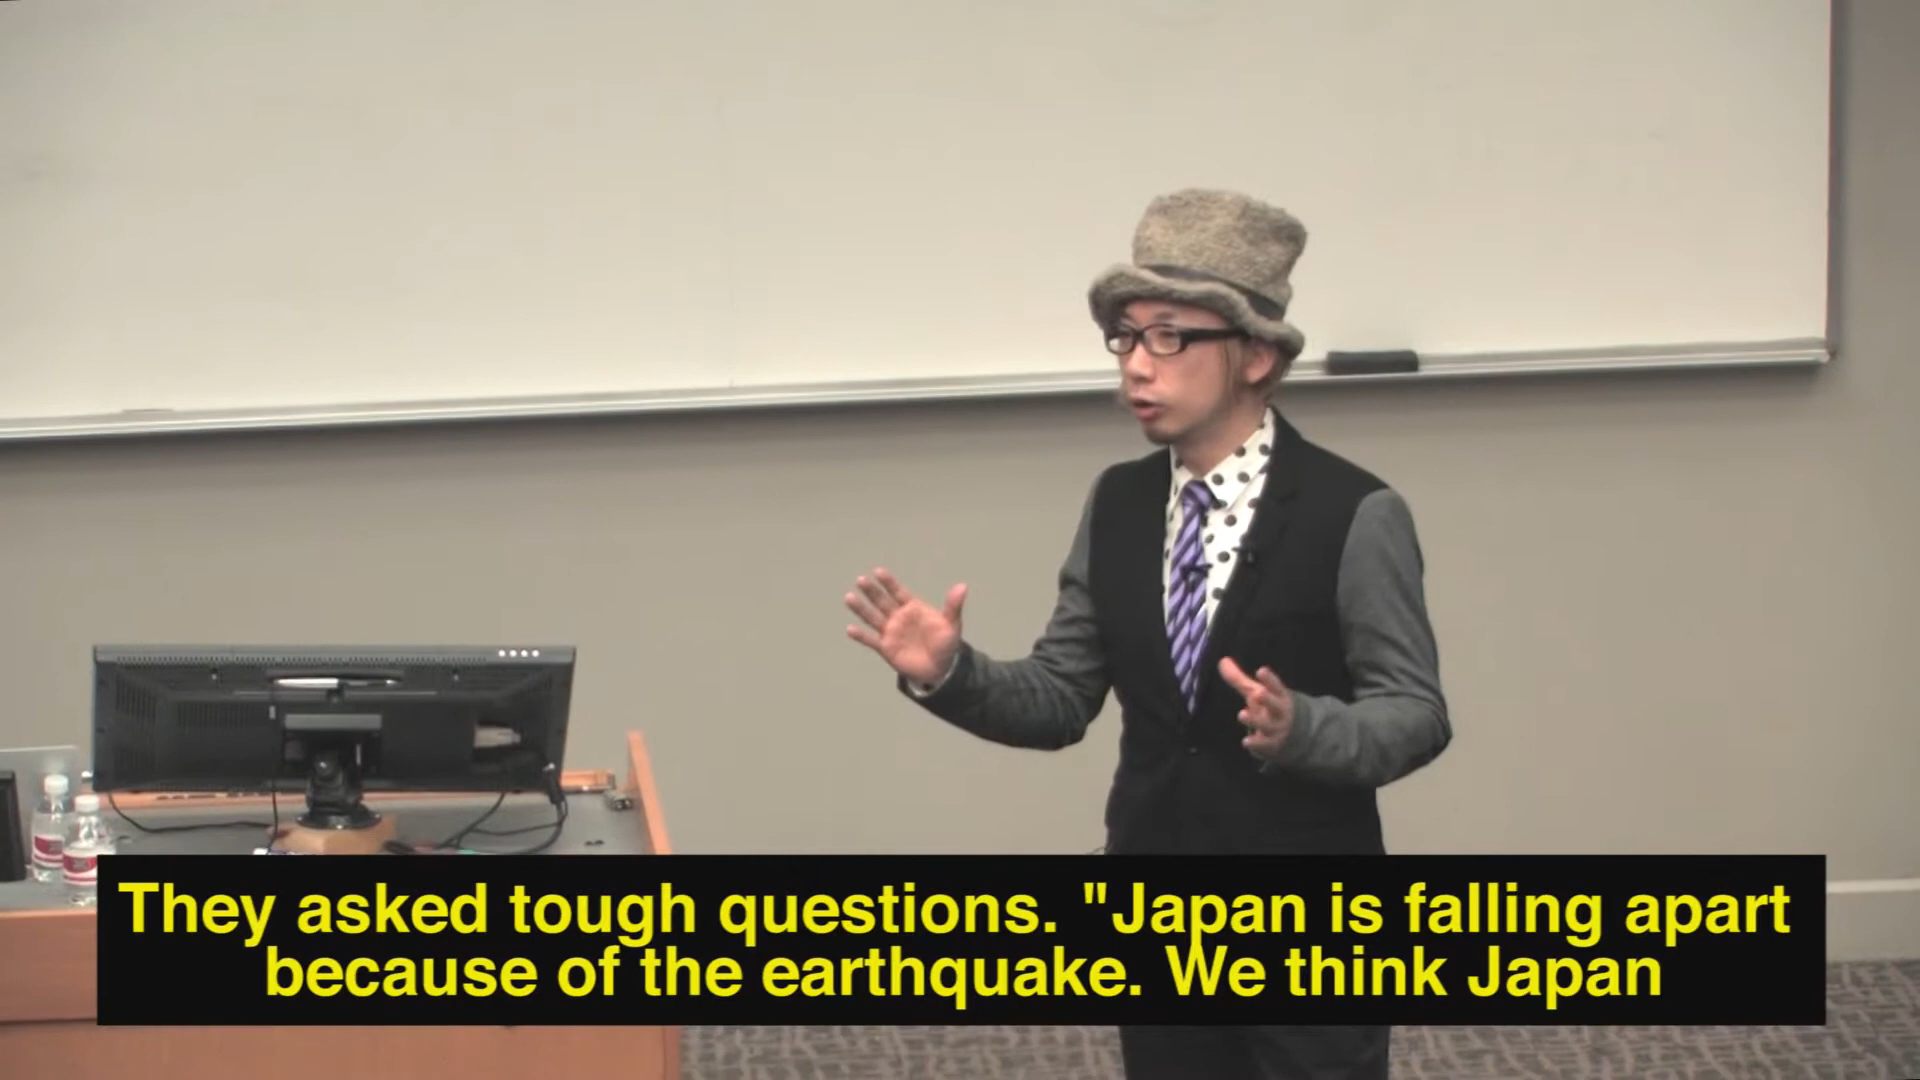 They asked tough questions. "Japan is falling apart
because of the earthquake. We think Japan